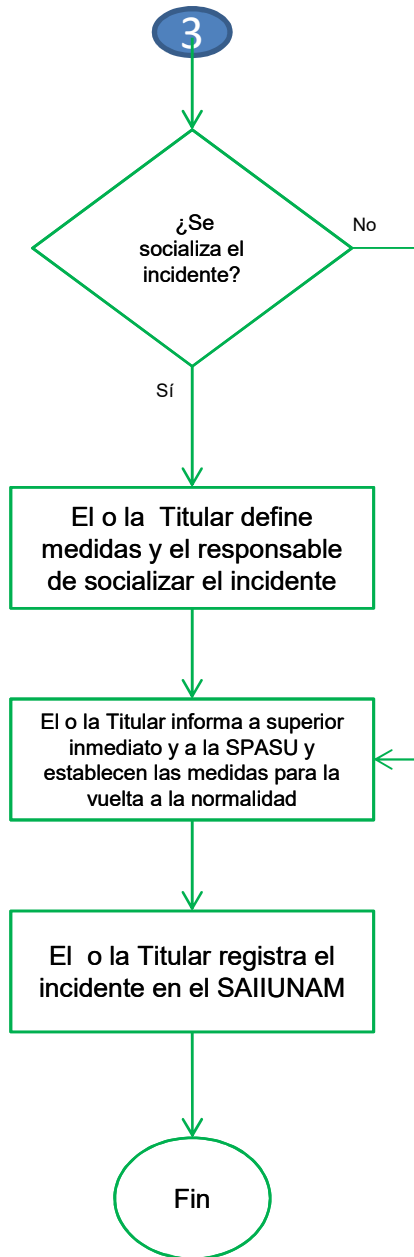 3
¿Se
socializa el
incidente?
No
Sí
El o la Titular define
medidas y el responsable
de socializar el incidente
El o la Titular informa a superior
inmediato y a la SPASU y
establecen las medidas para la
vuelta a la normalidad
El o la Titular registra el
incidente en el SAIIUNAM
Fin